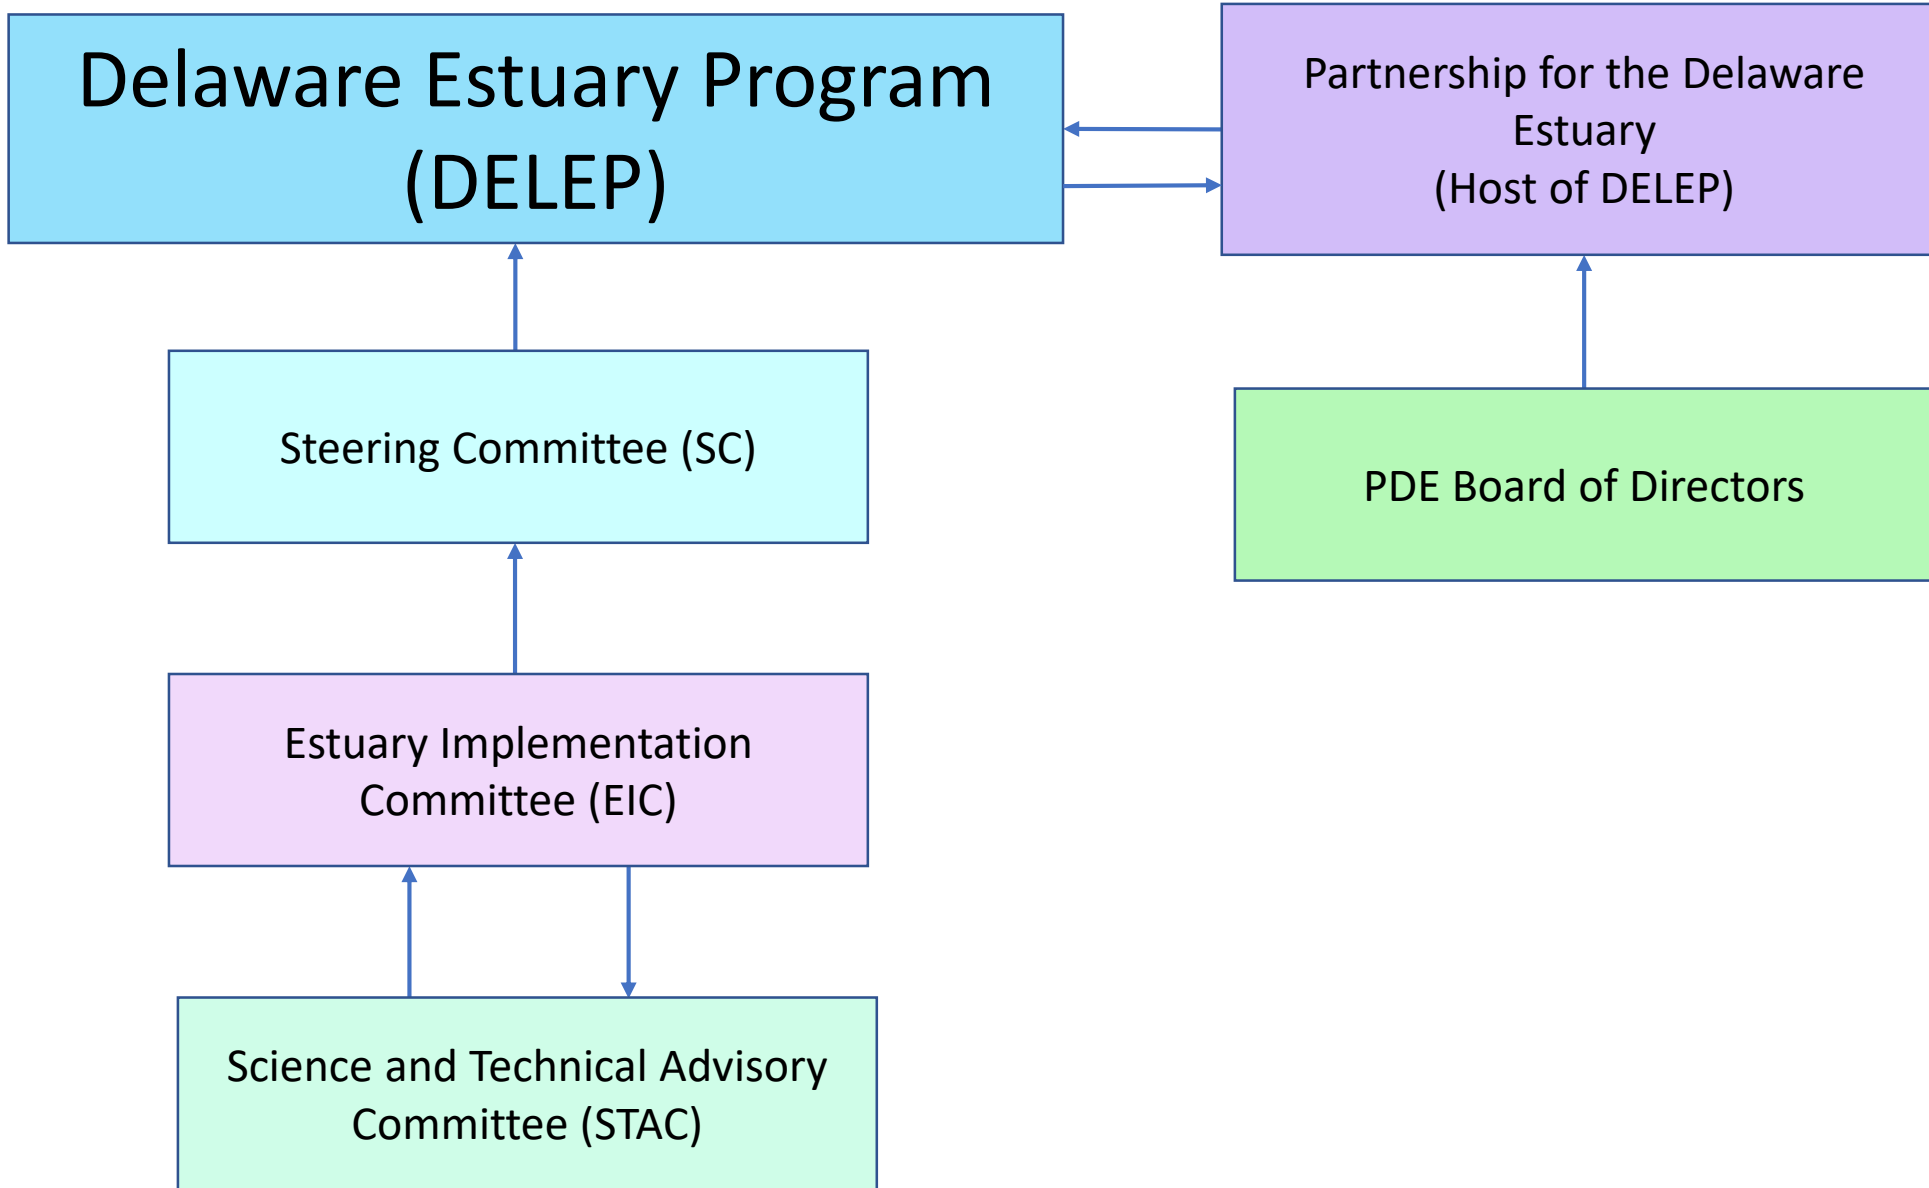 Delaware Estuary Program
(DELEP)
Partnership for the Delaware
Estuary
(Host of DELEP)
Steering Committee (SC)
PDE Board of Directors
Estuary Implementation
Committee (EIC)
Science and Technical Advisory
Committee (STAC)